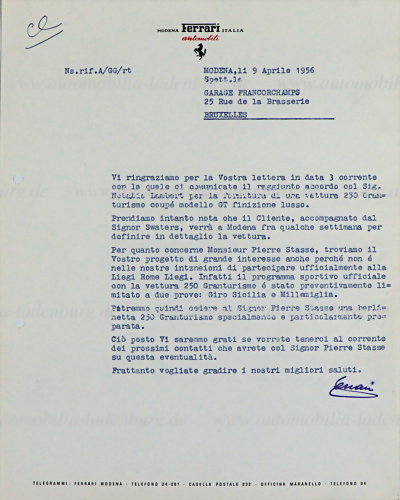 MODENA Ferrari ITALIA
automobili
Ns.rif.A/GG/rt
MODENA,li 9 Aprile 1956
Spett.le
GARAGE FRANCORCHAMPS
25 Rue de la Brasserie
BRUXELLES
Vi ringraziamo per la Vostra lettera in data 3 corrente
con la quale ci comunicate il raggiunto accordo col Sig.
Lambert per la fornitura di una vettura 250 Gran-
turismo coupé modello GT finizione lusso.
Prendiamo intanto nota che il Cliente, accompagnato dal
Signor Swaters, verrà a Modena fra qualche settimana per
definire in dettaglio la vettura.
Per quanto concerne Monsieur Pierre Stasse, troviamo il
Vostro progetto di grande interesse anche perché non é
nelle nostre intznzioni di partecipare ufficialmente alla
Liegi Rome Liegi. Infatti il programma sportivo ufficiale
con la vettura 250 Granturismo é stato preventivamente li=
mitato a due prove: Giro Sicilia e Millemiglia.
Potremmo quindi cedere al Signor Pierre Stasse una berli=
netta 250 Granturismo specialmente e particolarmente pre=
parata.
Ciò posto Vi saremmo grati se vorrete tenerci al corrente
dei prossimi contatti che avrete col Signor Pierre Stasse
su questa eventualità.
Frattanto vogliate gradire i nostri migliori saluti.
Ferrari
TELEGRAMMI: FERRARI MODENA - TELEFONO 24-081 - CASELLA POSTALE 232 - OFFICINA MARANELLO - TELEFONO 94